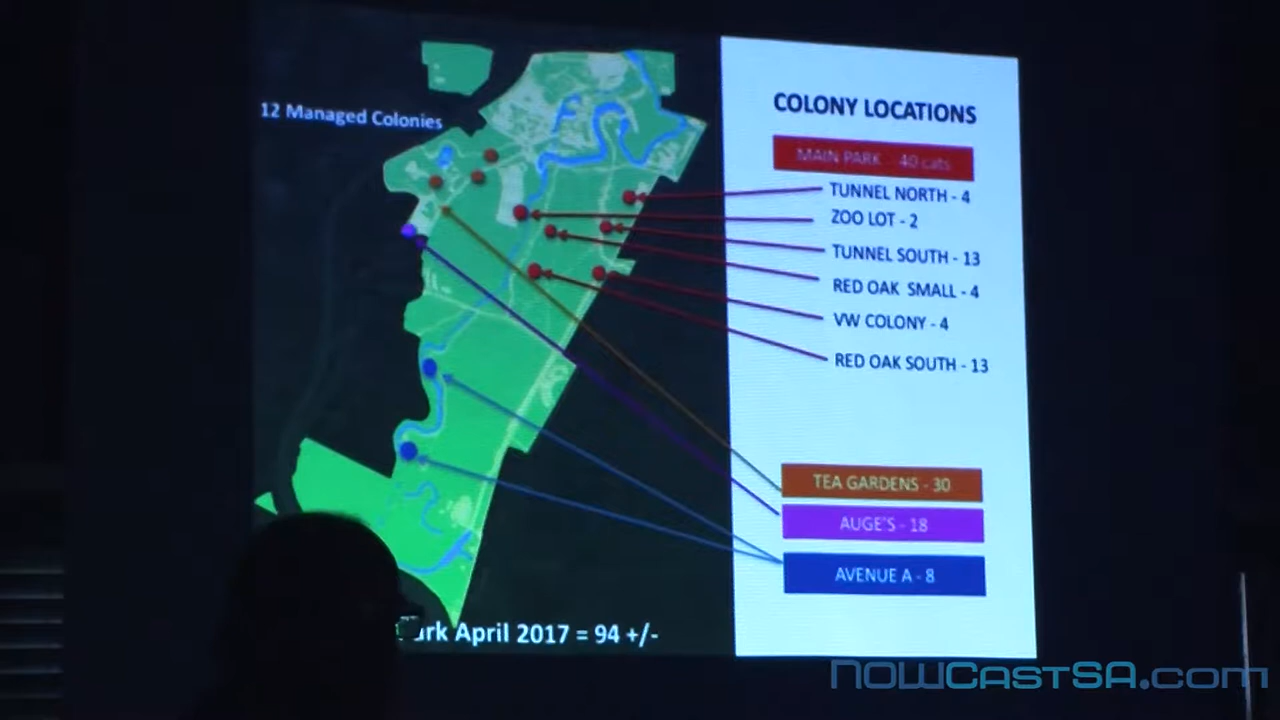 12 Managed Colonies
COLONY LOCATIONS
MAIN PARK - 40 cats
TUNNEL NORTH - 4
ZOO LOT - 2
TUNNEL SOUTH - 13
RED OAK SMALL - 4
VW COLONY - 4
RED OAK SOUTH - 13
TEA GARDENS - 30
AUGE'S - 18
AVENUE A - 8
April 2017 = 94 +/-
NOWCASTSA.com